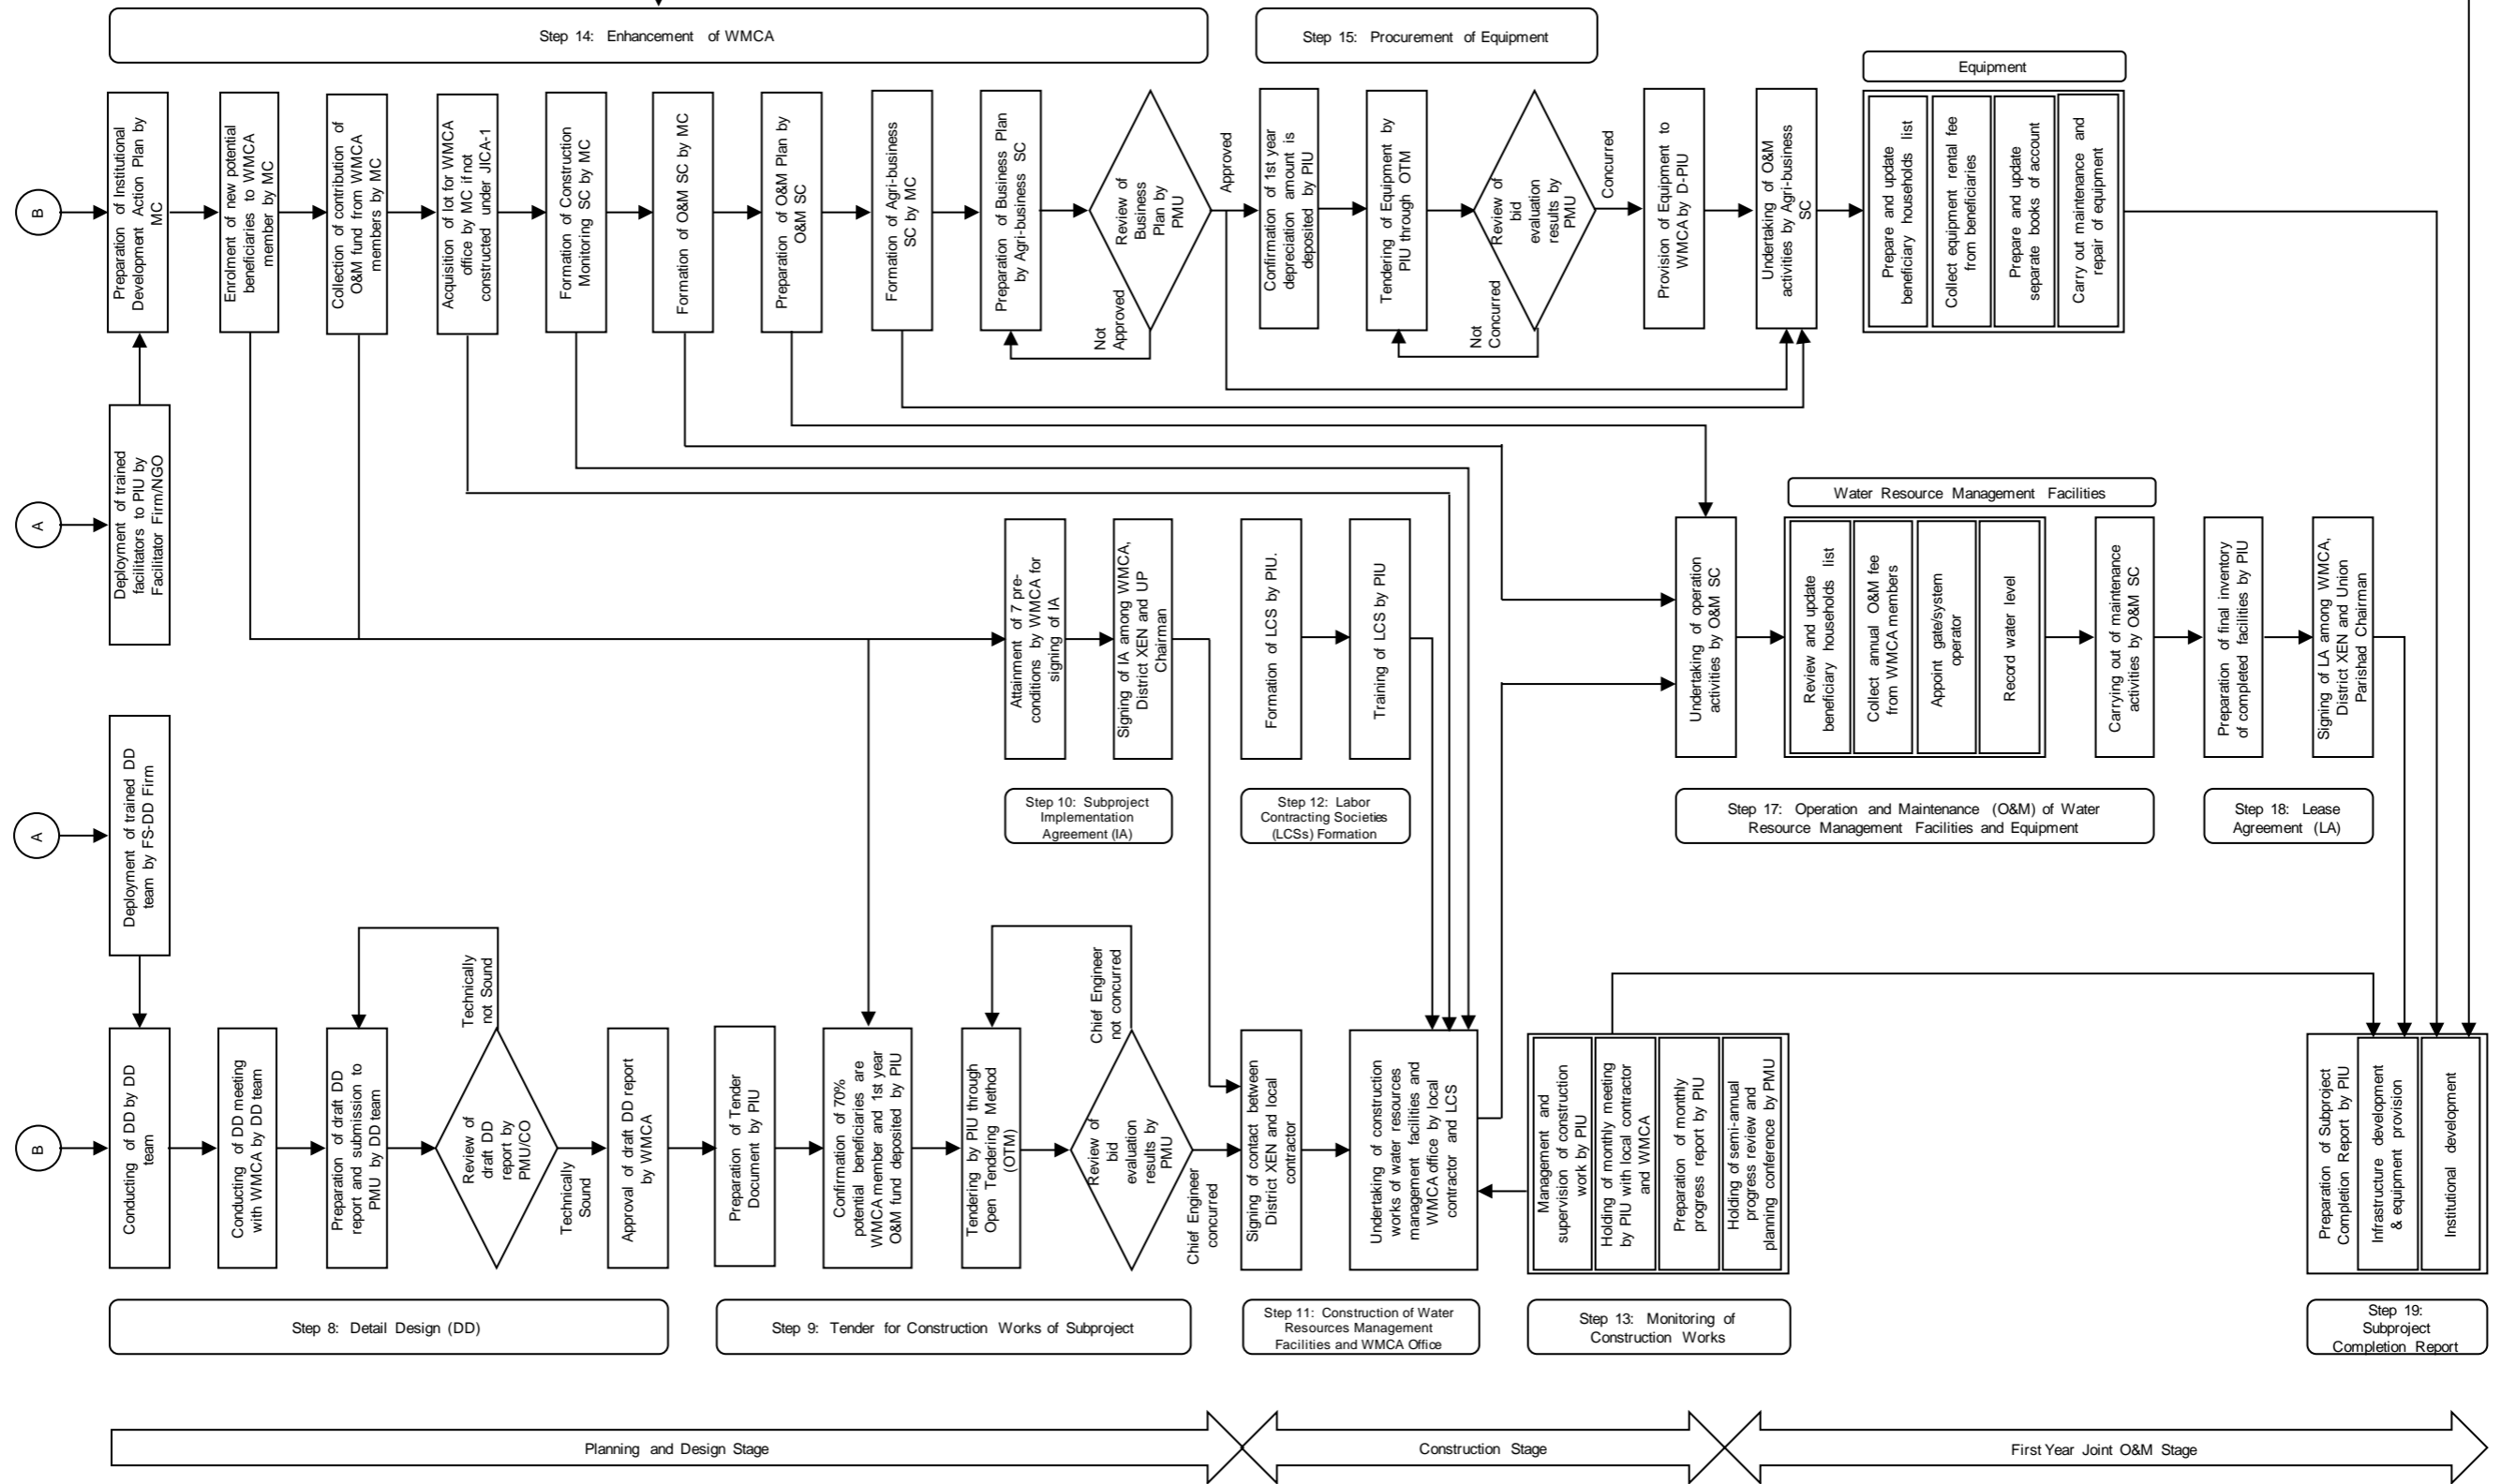 Step 14: Enhancement of WMCA
Step 15: Procurement of Equipment
Equipment
B
Preparation of Institutional
Development Action Plan by
MC
Enrolment of new potential
beneficiaries to WMCA
member by MC
Collection of contribution of
O&M fund from WMCA
members by MC
Acquisition of lot for WMCA
office by MC if not
constructed under JICA-1
Formation of Construction
Monitoring SC by MC
Formation of O&M SC by MC
Preparation of O&M Plan by
O&M SC
Formation of Agri-business
SC by MC
Preparation of Business Plan
by Agri-business SC
Review of
Business
Plan by
PMU
Approved
Not
Approved
Confirmation of 1st year
depreciation amount is
deposited by PIU
Tendering of Equipment by
PIU through OTM
Review of
bid
evaluation
results by
PMU
Concurred
Not
Concurred
Provision of Equipment to
WMCA by D-PIU
Undertaking of O&M
activities by Agri-business
SC
Prepare and update
beneficiary households list
Collect equipment rental fee
from beneficiaries
Prepare and update
separate books of account
Carry out maintenance and
repair of equipment
A
Deployment of trained
facilitators to PIU by
Facilitator Firm/NGO
Attainment of 7 pre-
conditions by WMCA for
signing of IA
Signing of IA among WMCA,
District XEN and UP
Chairman
Formation of LCS by PIU.
Training of LCS by PIU
Water Resource Management Facilities
Undertaking of operation
activities by O&M SC
Review and update
beneficiary households list
Collect annual O&M fee
from WMCA members
Appoint gate/system
operator
Record water level
Carrying out of maintenance
activities by O&M SC
Preparation of final inventory
of completed facilities by PIU
Signing of LA among WMCA,
District XEN and Union
Parishad Chairman
Step 10: Subproject
Implementation
Agreement (IA)
Step 12: Labor
Contracting Societies
(LCSs) Formation
Step 17: Operation and Maintenance (O&M) of Water
Resource Management Facilities and Equipment
Step 18: Lease
Agreement (LA)
A
Deployment of trained DD
team by FS-DD Firm
B
Conducting of DD by DD
team
Conducting of DD meeting
with WMCA by DD team
Preparation of draft DD
report and submission to
PMU by DD team
Review of
draft DD
report by
PMU/CO
Technically
not Sound
Technically
Sound
Approval of draft DD report
by WMCA
Preparation of Tender
Document by PIU
Confirmation of 70%
potential beneficiaries are
WMCA member and 1st year
O&M fund deposited by PIU
Tendering by PIU through
Open Tendering Method
(OTM)
Review of
bid
evaluation
results by
PMU
Chief Engineer
not concurred
Chief Engineer
concurred
Signing of contact between
District XEN and local
contractor
Undertaking of construction
works of water resources
management facilities and
WMCA office by local
contractor and LCS
Management and
supervision of construction
work by PIU
Holding of monthly meeting
by PIU with local contractor
and WMCA
Preparation of monthly
progress report by PIU
Holding of semi-annual
progress review and
planning conference by PMU
Preparation of Subproject
Completion Report by PIU
Infrastructure development
& equipment provision
Institutional development
Step 8: Detail Design (DD)
Step 9: Tender for Construction Works of Subproject
Step 11: Construction of Water
Resources Management
Facilities and WMCA Office
Step 13: Monitoring of
Construction Works
Step 19:
Subproject
Completion Report
Planning and Design Stage
Construction Stage
First Year Joint O&M Stage